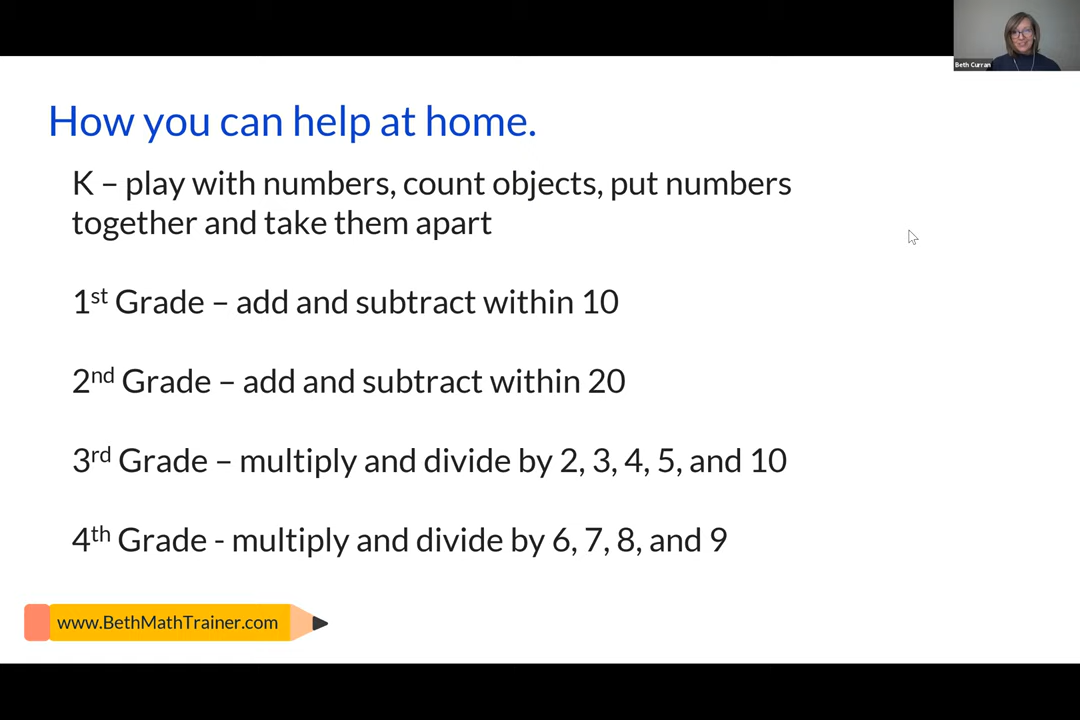 Beth Curran
How you can help at home.
K – play with numbers, count objects, put numbers
together and take them apart
1st Grade – add and subtract within 10
2nd Grade – add and subtract within 20
3rd Grade – multiply and divide by 2, 3, 4, 5, and 10
4th Grade - multiply and divide by 6, 7, 8, and 9
www.BethMathTrainer.com